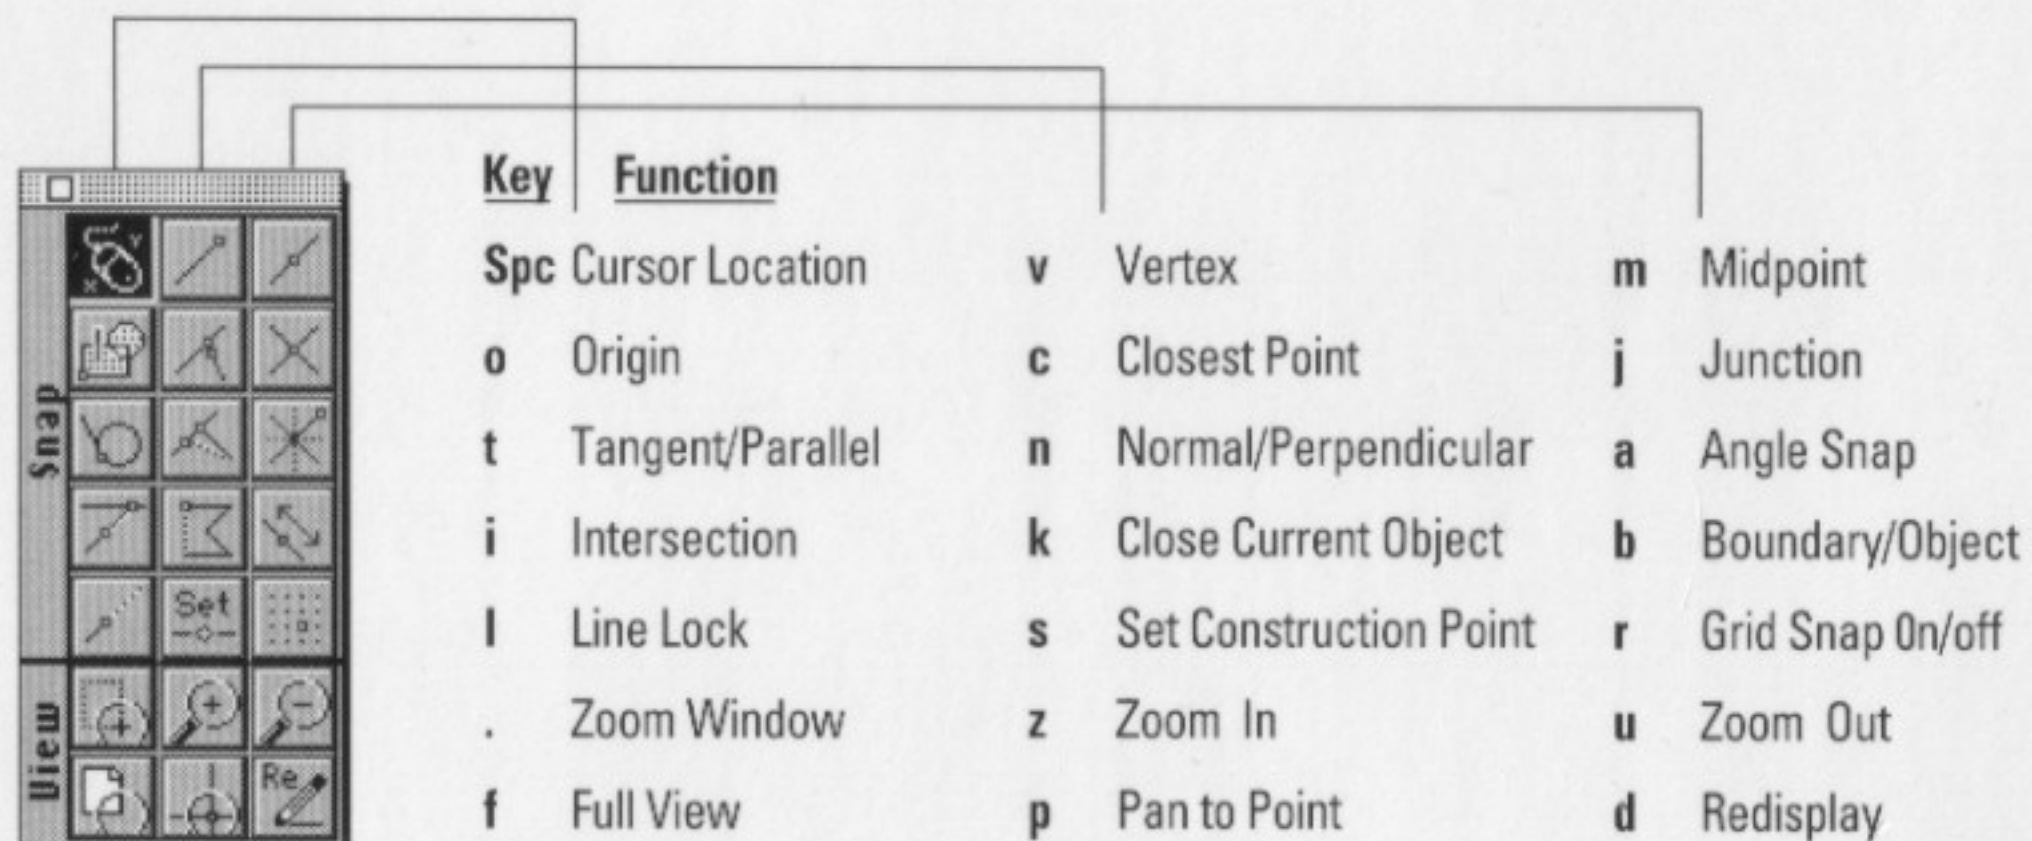 Key Function
Spc Cursor Location v Vertex m Midpoint
o Origin c Closest Point j Junction
t Tangent/Parallel n Normal/Perpendicular a Angle Snap
i Intersection k Close Current Object b Boundary/Object
l Line Lock s Set Construction Point r Grid Snap On/off
. Zoom Window z Zoom In u Zoom Out
f Full View p Pan to Point d Redisplay
Snap
Y
X
Set
View
Re